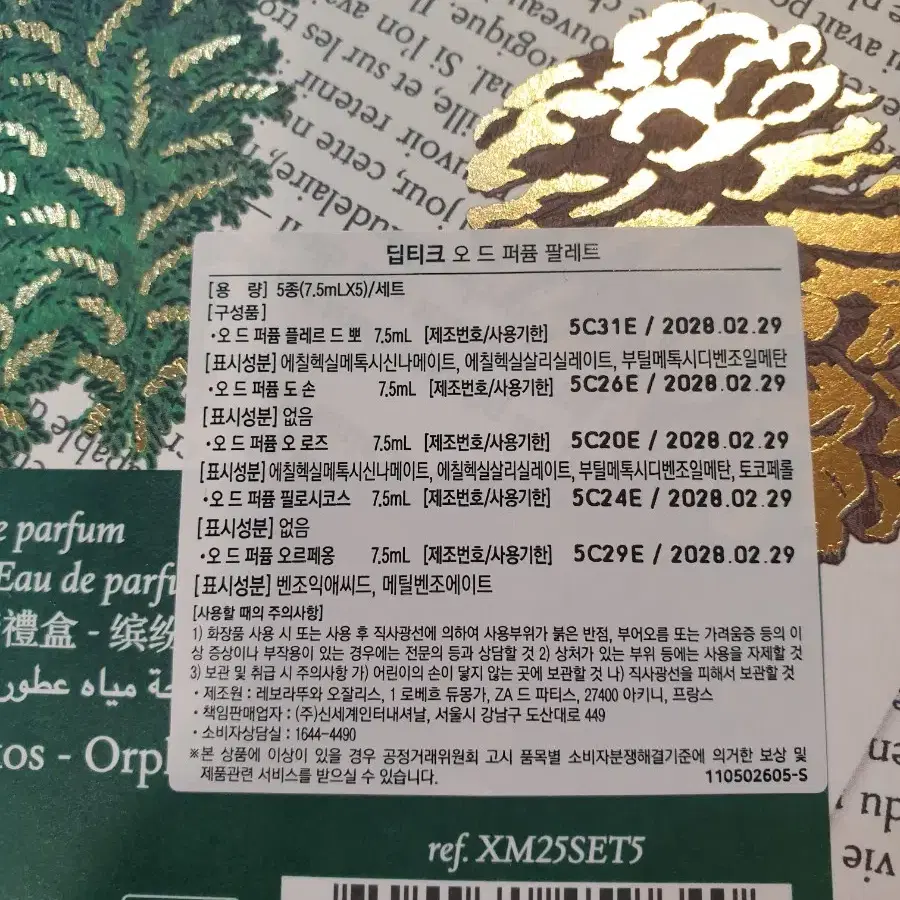 딥티크 오 드 퍼퓸 팔레트
[용 량] 5종(7.5mLX5)/세트
[구성품]
·오 드 퍼퓸 플레르 드 뽀 7.5mL [제조번호/사용기한] 5C31E / 2028.02.29
[표시성분] 에칠헥실메톡시신나메이트, 에칠헥실살리실레이트, 부틸메톡시디벤조일메탄
·오 드 퍼퓸 도 손 7.5mL [제조번호/사용기한] 5C26E / 2028.02.29
[표시성분] 없음
·오 드 퍼퓸 오 로즈 7.5mL [제조번호/사용기한] 5C20E / 2028.02.29
[표시성분] 에칠헥실메톡시신나메이트, 에칠헥실살리실레이트, 부틸메톡시디벤조일메탄, 토코페롤
·오 드 퍼퓸 필로시코스 7.5mL [제조번호/사용기한] 5C24E / 2028.02.29
[표시성분] 없음
·오 드 퍼퓸 오르페옹 7.5mL [제조번호/사용기한] 5C29E / 2028.02.29
[표시성분] 벤조익애씨드, 메틸벤조에이트
[사용할 때의 주의사항]
1) 화장품 사용 시 또는 사용 후 직사광선에 의하여 사용부위가 붉은 반점, 부어오름 또는 가려움증 등의 이
상 증상이나 부작용이 있는 경우에는 전문의 등과 상담할 것 2) 상처가 있는 부위 등에는 사용을 자제할 것
3) 보관 및 취급 시 주의사항 가) 어린이의 손이 닿지 않는 곳에 보관할 것 나) 직사광선을 피해서 보관할 것
· 제조원 : 레보라뚜와 오잘리스, 1 로베흐 듀몽가, ZA 드 파티스, 27400 아키니, 프랑스
· 책임판매업자 : (주)신세계인터내셔날, 서울시 강남구 도산대로 449
· 소비자상담실 : 1644-4490
※본 상품에 이상이 있을 경우 공정거래위원회 고시 품목별 소비자분쟁해결기준에 의거한 보상 및
제품관련 서비스를 받으실 수 있습니다. 110502605-S
e parfum
Eau de parfu
禮盒 - 缤纷
مياه عطور
os - Orph
ref. XM25SET5